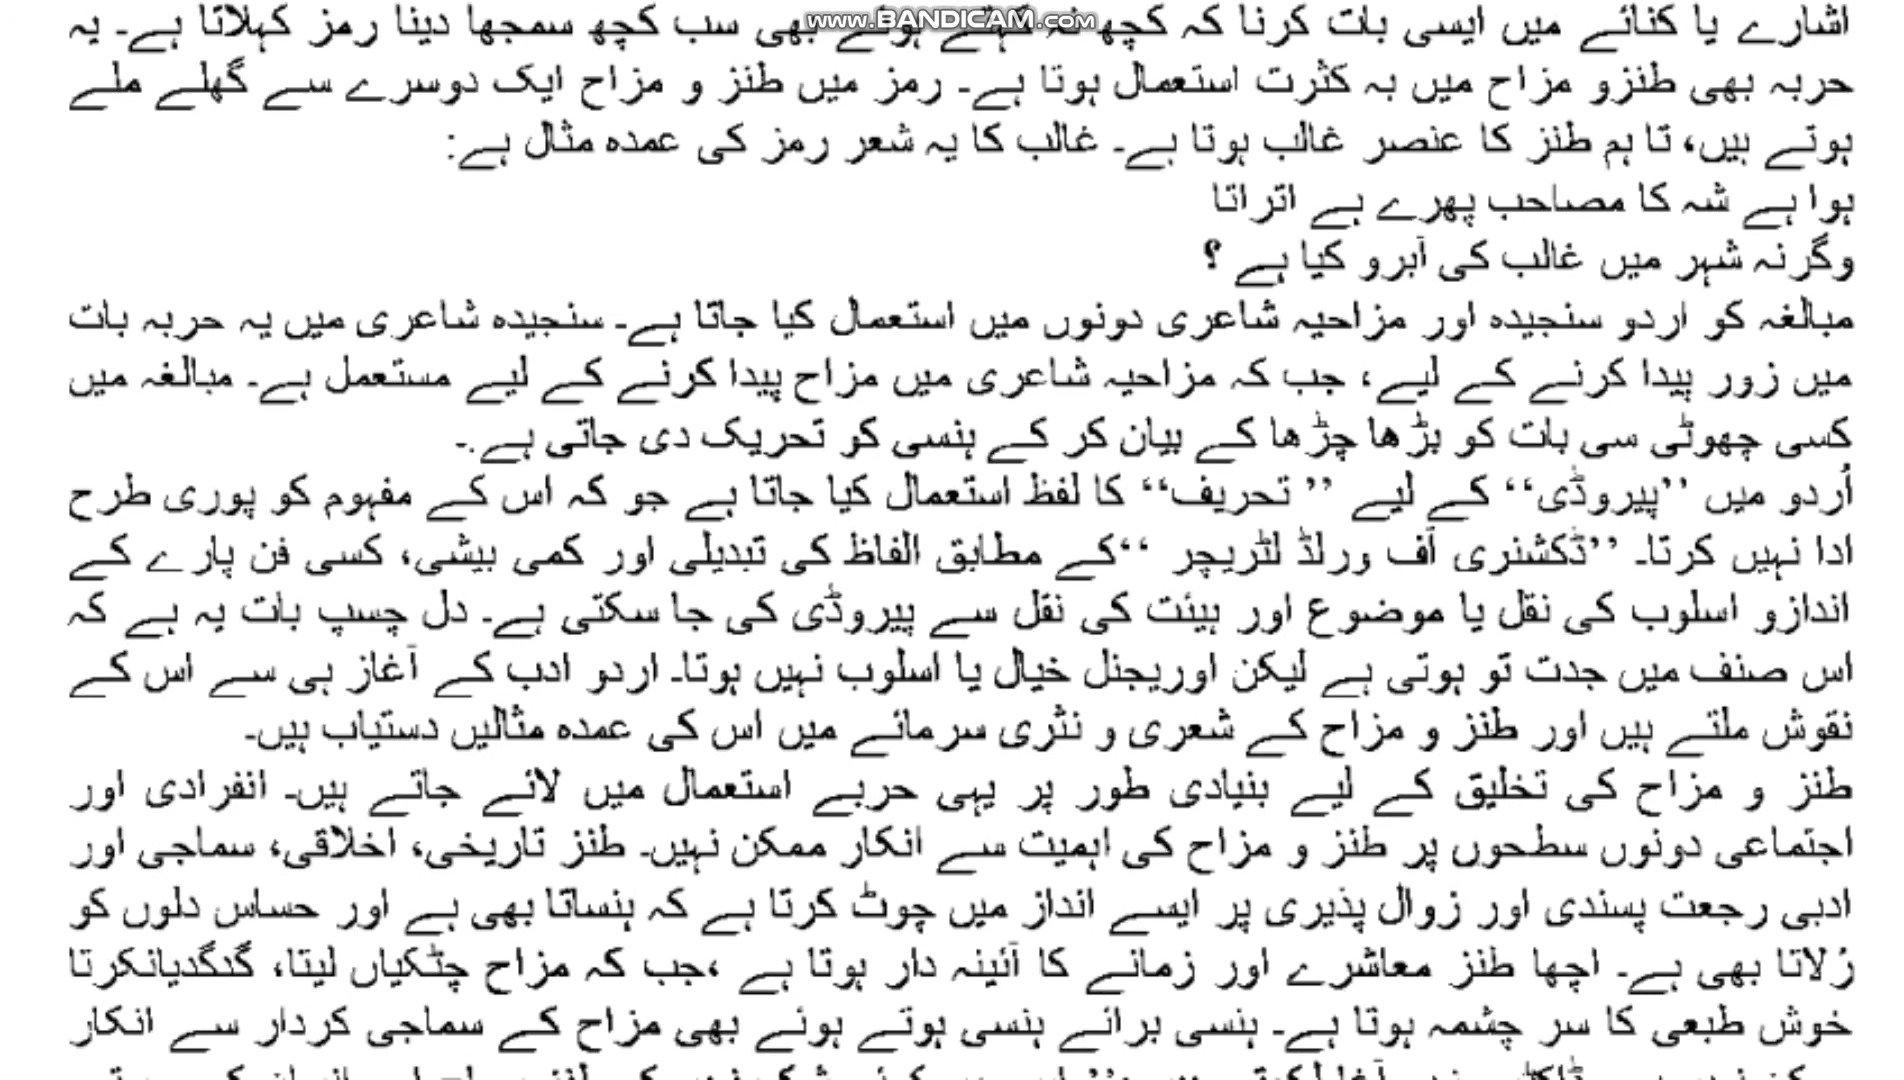 www.BANDICAM.com
اشارے یا کنائے میں ایسی بات کرنا کہ کچھ نہ کہتے ہوئے بھی سب کچھ سمجھا دینا رمز کہلاتا ہے۔ یہ
حربہ بھی طنزو مزاح میں بہ کثرت استعمال ہوتا ہے۔ رمز میں طنز و مزاح ایک دوسرے سے گھلے ملے
ہوتے ہیں، تا ہم طنز کا عنصر غالب ہوتا ہے۔ غالب کا یہ شعر رمز کی عمدہ مثال ہے:
ہوا ہے شہ کا مصاحب پھرے ہے اتراتا
وگرنہ شہر میں غالب کی آبرو کیا ہے ؟
مبالغہ کو اردو سنجیدہ اور مزاحیہ شاعری دونوں میں استعمال کیا جاتا ہے۔ سنجیدہ شاعری میں یہ حربہ بات
میں زور پیدا کرنے کے لیے، جب کہ مزاحیہ شاعری میں مزاح پیدا کرنے کے لیے مستعمل ہے۔ مبالغہ میں
کسی چھوٹی سی بات کو بڑھا چڑھا کے بیان کر کے ہنسی کو تحریک دی جاتی ہے.۔
اُردو میں ’’پیروڈی‘‘ کے لیے ’’ تحریف‘‘ کا لفظ استعمال کیا جاتا ہے جو کہ اس کے مفہوم کو پوری طرح
ادا نہیں کرتا۔ ’’ڈکشنری آف ورلڈ لٹریچر ‘‘کے مطابق الفاظ کی تبدیلی اور کمی بیشی، کسی فن پارے کے
اندازو اسلوب کی نقل یا موضوع اور ہیئت کی نقل سے پیروڈی کی جا سکتی ہے۔ دل چسپ بات یہ ہے کہ
اس صنف میں جدت تو ہوتی ہے لیکن اوریجنل خیال یا اسلوب نہیں ہوتا۔ اردو ادب کے آغاز ہی سے اس کے
نقوش ملتے ہیں اور طنز و مزاح کے شعری و نثری سرمائے میں اس کی عمدہ مثالیں دستیاب ہیں۔
طنز و مزاح کی تخلیق کے لیے بنیادی طور پر یہی حربے استعمال میں لائے جاتے ہیں۔ انفرادی اور
اجتماعی دونوں سطحوں پر طنز و مزاح کی اہمیت سے انکار ممکن نہیں۔ طنز تاریخی، اخلاقی، سماجی اور
ادبی رجعت پسندی اور زوال پذیری پر ایسے انداز میں چوٹ کرتا ہے کہ ہنساتا بھی ہے اور حساس دلوں کو
رُلاتا بھی ہے۔ اچھا طنز معاشرے اور زمانے کا آئینہ دار ہوتا ہے ،جب کہ مزاح چٹکیاں لیتا، گدگدیانکرتا
خوش طبعی کا سر چشمہ ہوتا ہے۔ ہنسی برائے ہنسی ہوتے ہوئے بھی مزاح کے سماجی کردار سے انکار